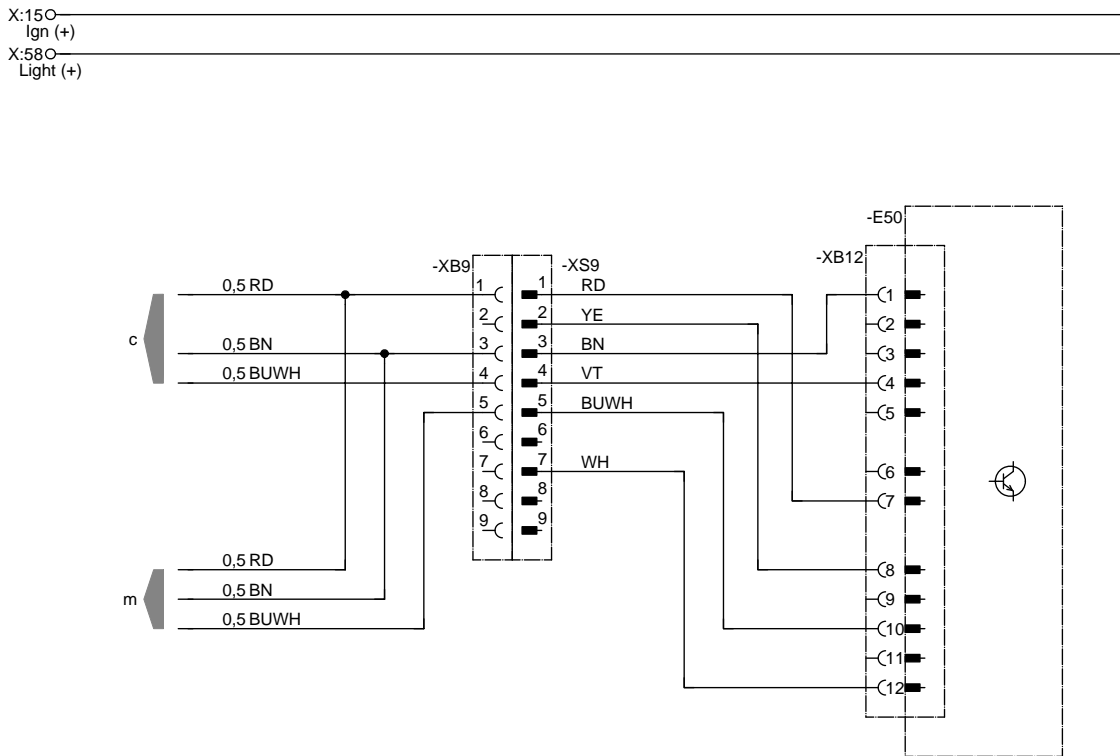 X:15
Ign (+)
X:58
Light (+)
-E50
-XB12
-XB9 -XS9
0,5 RD 1 1 RD 1
2 2 YE 2
c
0,5 BN 3 3 BN 3
0,5 BUWH 4 4 VT 4
5 5 BUWH 5
6 6
7 7 WH 6
8 8 7
9 9
0,5 RD 8
m 0,5 BN 9
0,5 BUWH 10
11
12